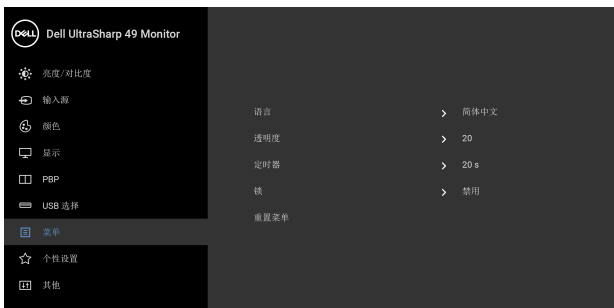 DELL Dell UltraSharp 49 Monitor
亮度/对比度
输入源
颜色
显示
PBP
USB 选择
菜单
个性设置
其他
语言 简体中文
透明度 20
定时器 20 s
锁 禁用
重置菜单